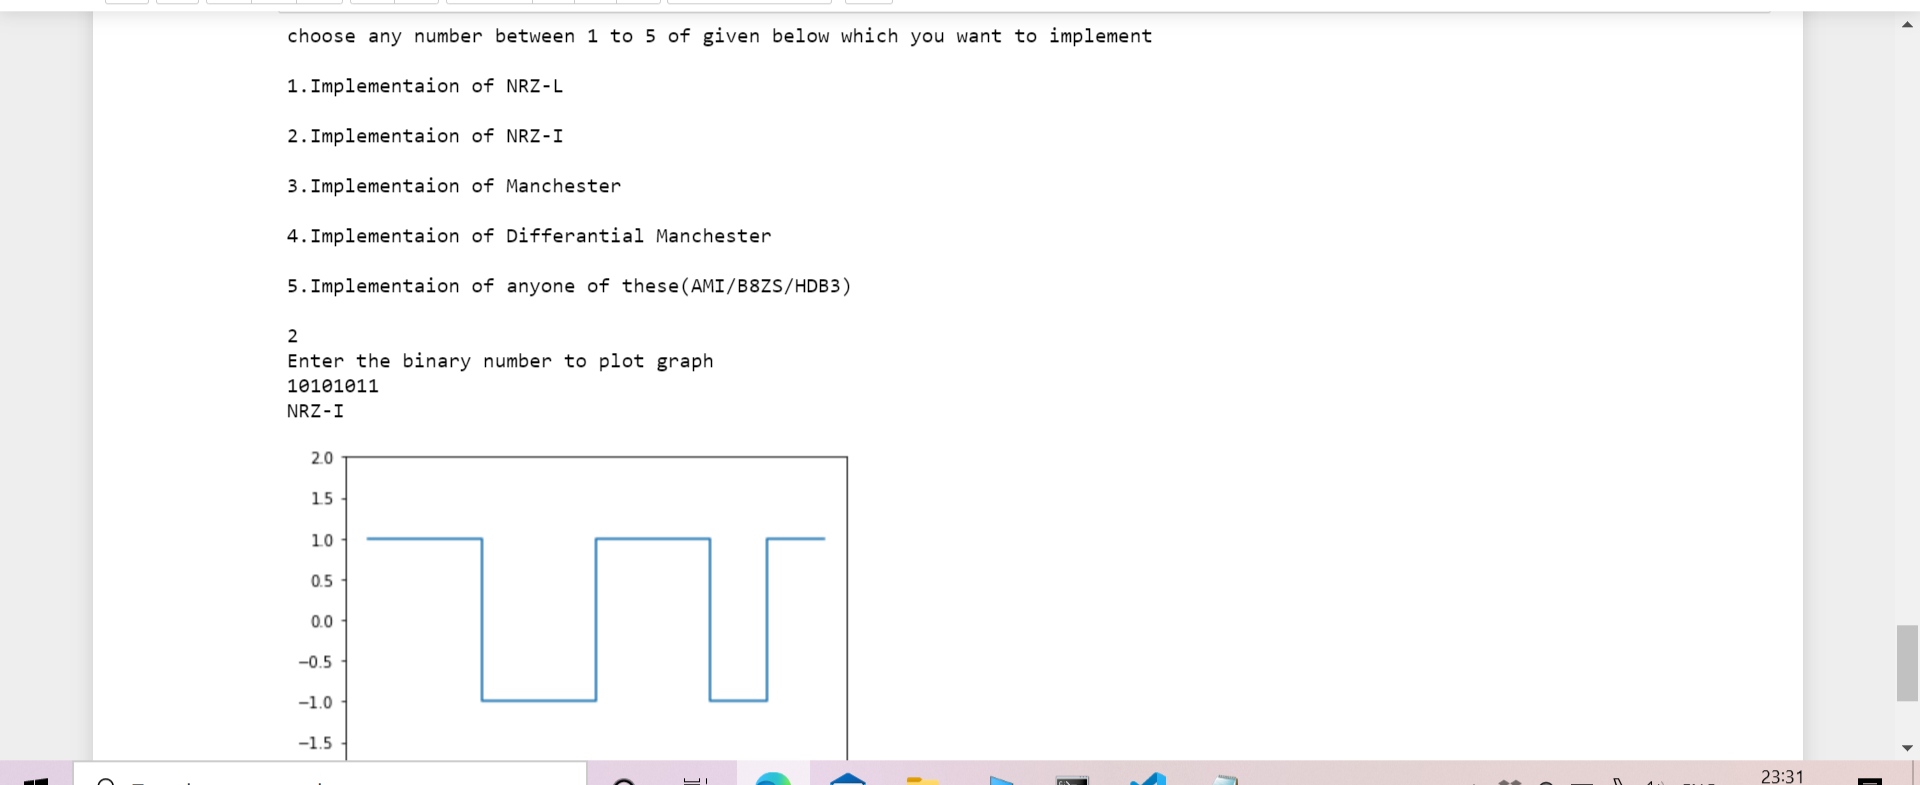 choose any number between 1 to 5 of given below which you want to implement
1.Implementaion of NRZ-L
2.Implementaion of NRZ-I
3.Implementaion of Manchester
4.Implementaion of Differantial Manchester
5.Implementaion of anyone of these(AMI/B8ZS/HDB3)
2
Enter the binary number to plot graph
10101011
NRZ-I
2.0
1.5
1.0
0.5
0.0
−0.5
−1.0
−1.5
23:31